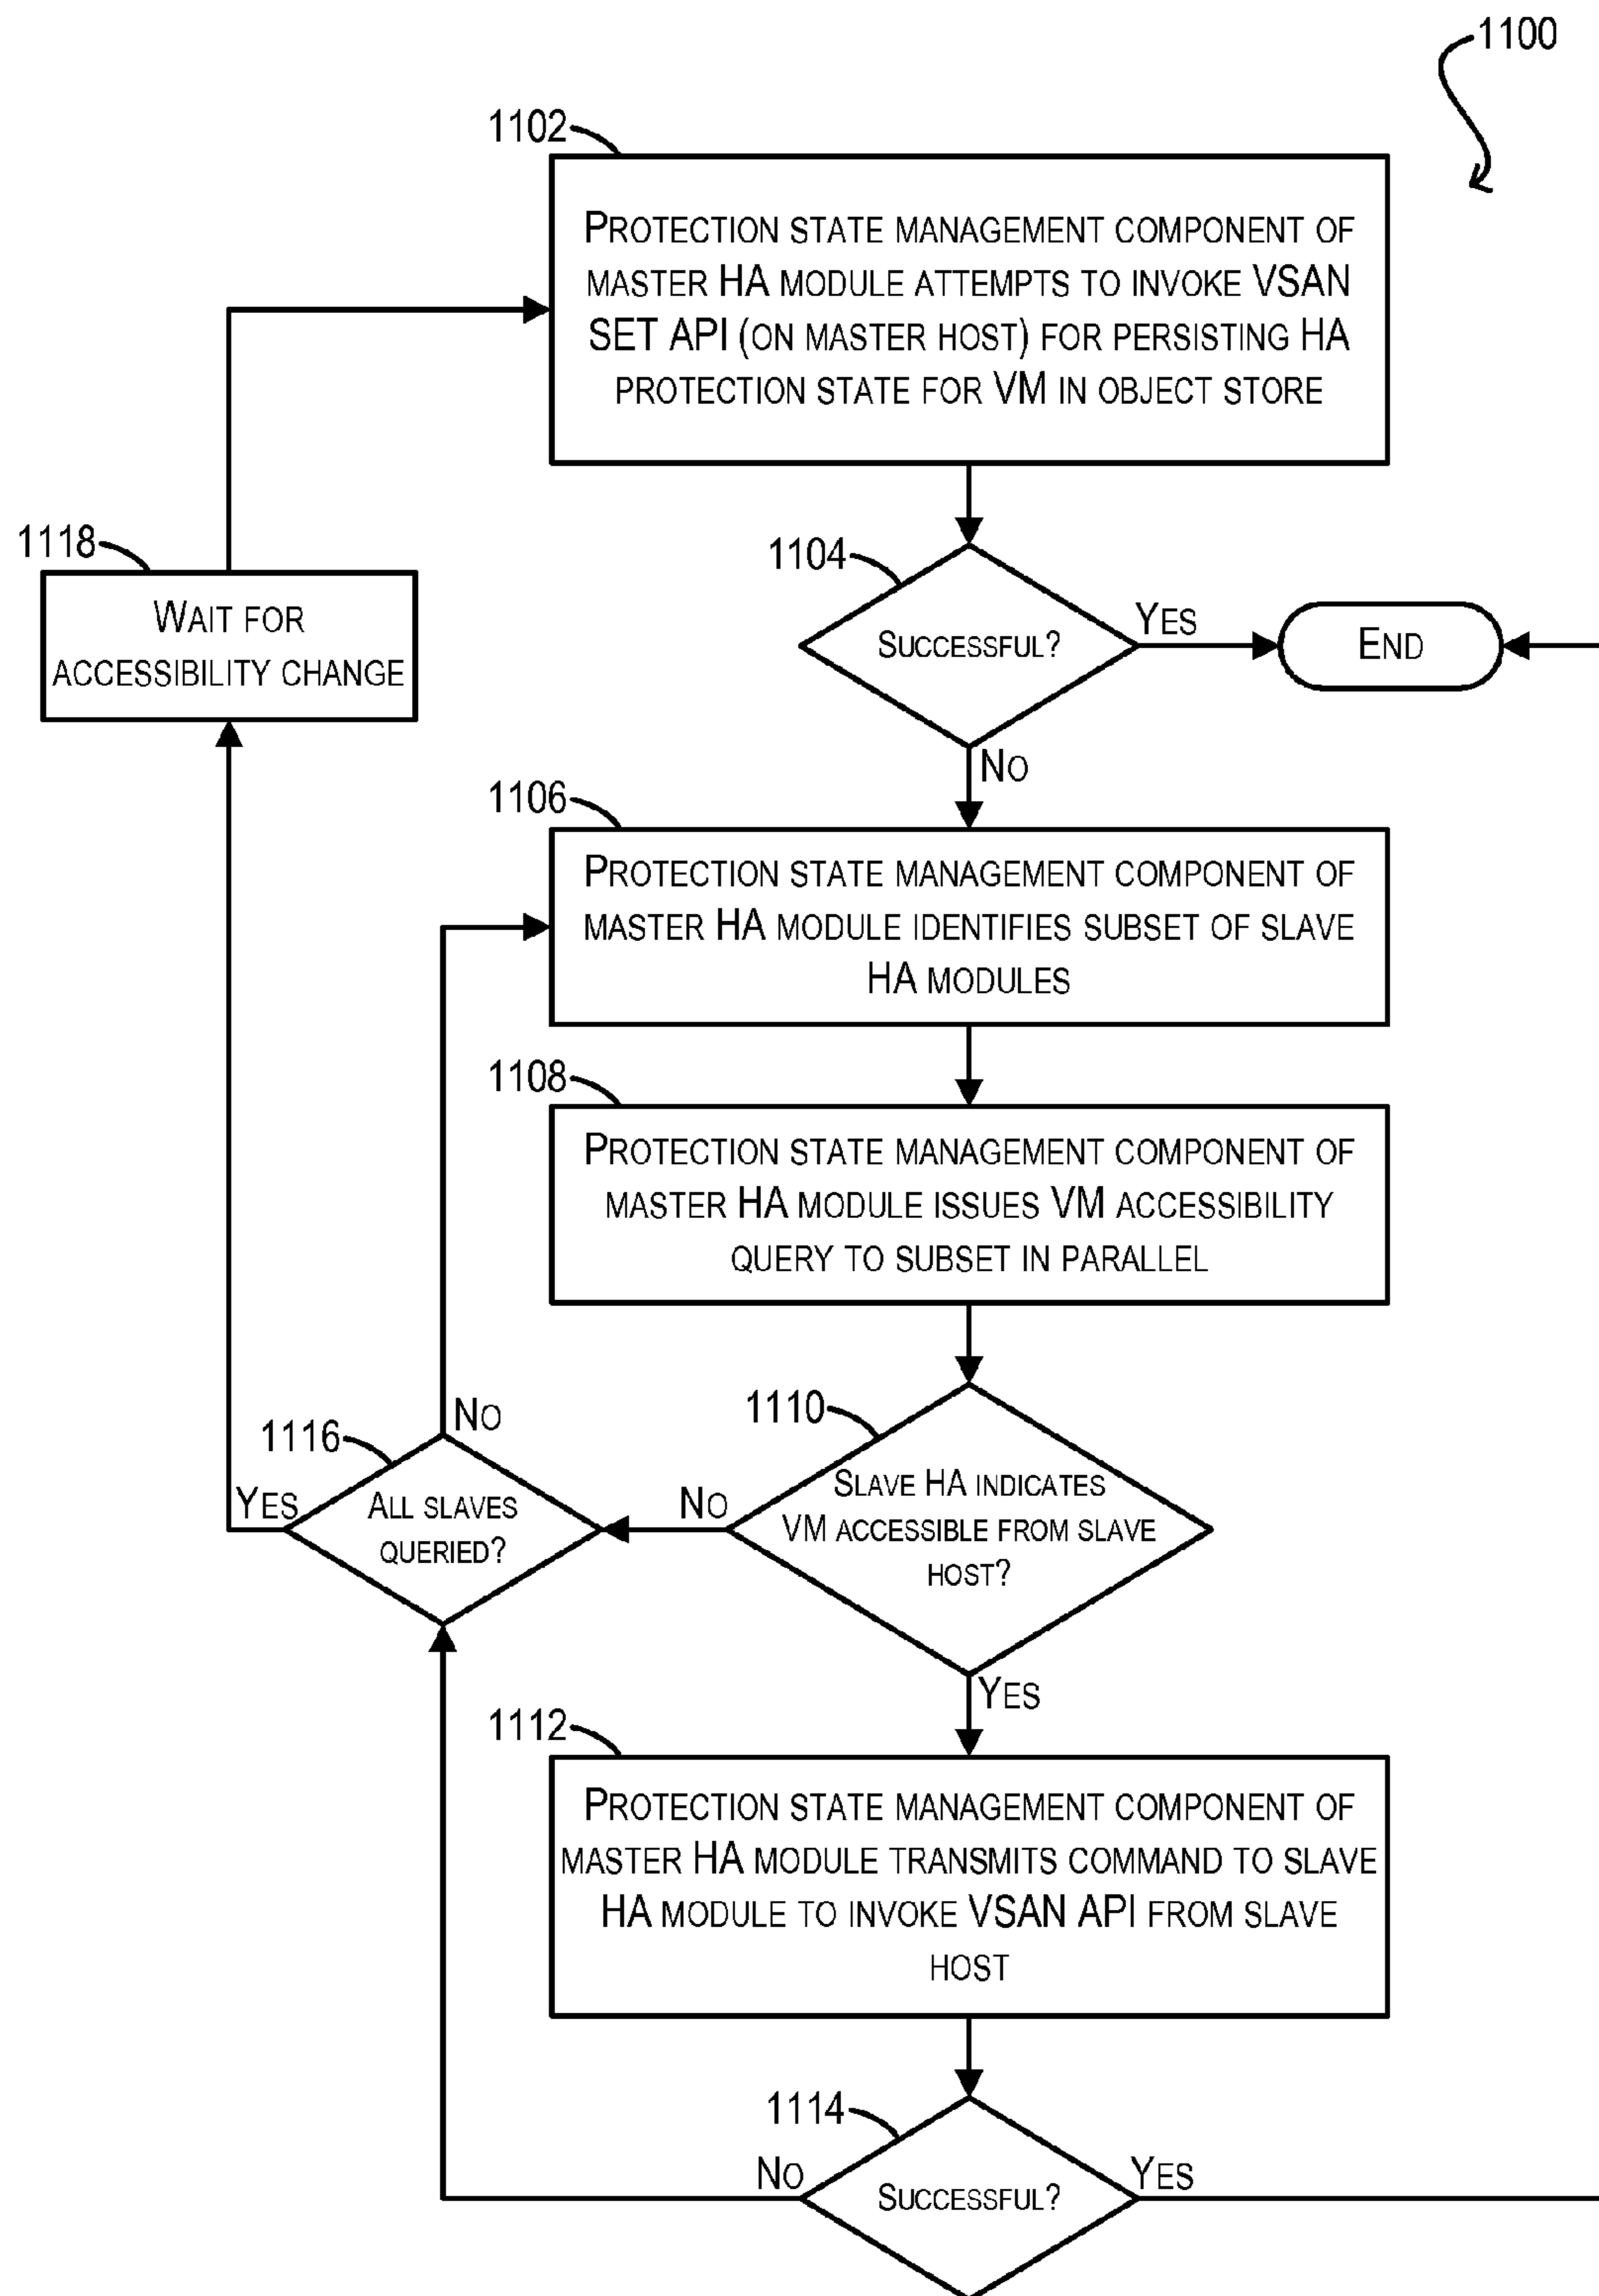 1100
1102
PROTECTION STATE MANAGEMENT COMPONENT OF
MASTER HA MODULE ATTEMPTS TO INVOKE VSAN
SET API (ON MASTER HOST) FOR PERSISTING HA
PROTECTION STATE FOR VM IN OBJECT STORE
1118
WAIT FOR
ACCESSIBILITY CHANGE
1104
SUCCESSFUL?
YES
END
NO
1106
PROTECTION STATE MANAGEMENT COMPONENT OF
MASTER HA MODULE IDENTIFIES SUBSET OF SLAVE
HA MODULES
1108
PROTECTION STATE MANAGEMENT COMPONENT OF
MASTER HA MODULE ISSUES VM ACCESSIBILITY
QUERY TO SUBSET IN PARALLEL
1110
SLAVE HA INDICATES
VM ACCESSIBLE FROM SLAVE
HOST?
NO
1116
NO
YES
ALL SLAVES
QUERIED?
YES
1112
PROTECTION STATE MANAGEMENT COMPONENT OF
MASTER HA MODULE TRANSMITS COMMAND TO SLAVE
HA MODULE TO INVOKE VSAN API FROM SLAVE
HOST
1114
NO
SUCCESSFUL?
YES